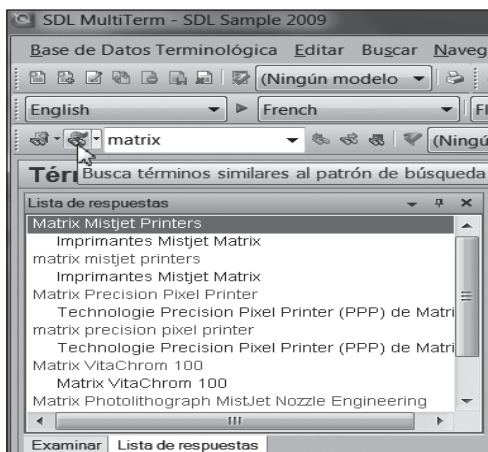 SDL MultiTerm - SDL Sample 2009
Base de Datos Terminológica Editar Buscar Naveg
(Ningún modelo
English French Fl
matrix (Ningú
Tér
Busca términos similares al patrón de búsqueda
Lista de respuestas
Matrix Mistjet Printers
Imprimantes Mistjet Matrix
matrix mistjet printers
Imprimantes Mistjet Matrix
Matrix Precision Pixel Printer
Technologie Precision Pixel Printer (PPP) de Matri
matrix precision pixel printer
Technologie Precision Pixel Printer (PPP) de Matri
Matrix VitaChrom 100
Matrix VitaChrom 100
Matrix Photolithograph MistJet Nozzle Engineering
Examinar Lista de respuestas